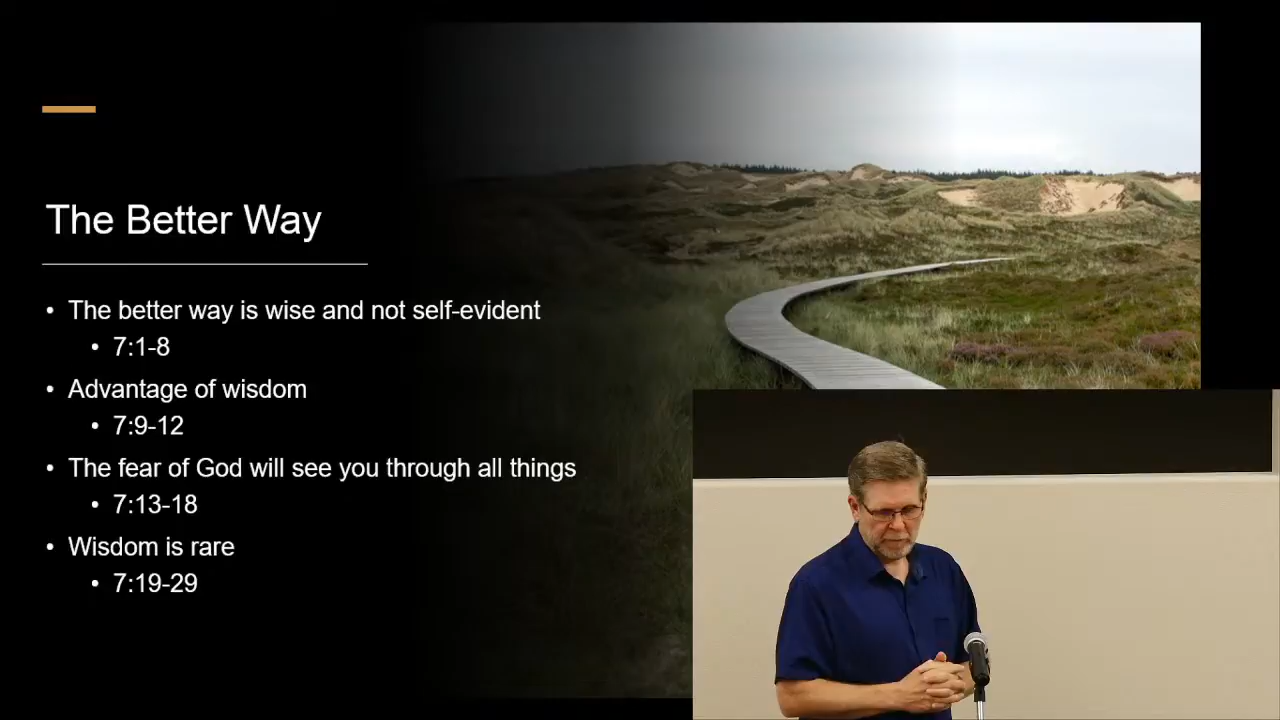 The Better Way
• The better way is wise and not self-evident
• 7:1-8
• Advantage of wisdom
• 7:9-12
• The fear of God will see you through all things
• 7:13-18
• Wisdom is rare
• 7:19-29